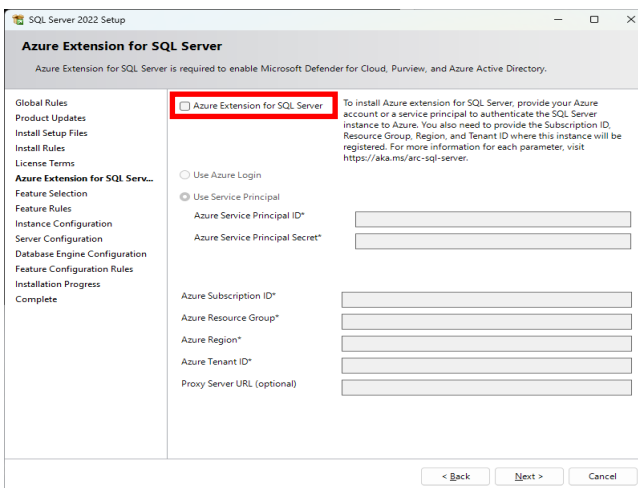 SQL Server 2022 Setup
Azure Extension for SQL Server
Azure Extension for SQL Server is required to enable Microsoft Defender for Cloud, Purview, and Azure Active Directory.
Global Rules
Product Updates
Install Setup Files
Install Rules
License Terms
Azure Extension for SQL Serv...
Feature Selection
Feature Rules
Instance Configuration
Server Configuration
Database Engine Configuration
Feature Configuration Rules
Installation Progress
Complete
Azure Extension for SQL Server
To install Azure extension for SQL Server, provide your Azure
account or a service principal to authenticate the SQL Server
instance to Azure. You also need to provide the Subscription ID,
Resource Group, Region, and Tenant ID where this instance will be
registered. For more information for each parameter, visit
https://aka.ms/arc-sql-server.
Use Azure Login
Use Service Principal
Azure Service Principal ID*
Azure Service Principal Secret*
Azure Subscription ID*
Azure Resource Group*
Azure Region*
Azure Tenant ID*
Proxy Server URL (optional)
< Back
Next >
Cancel